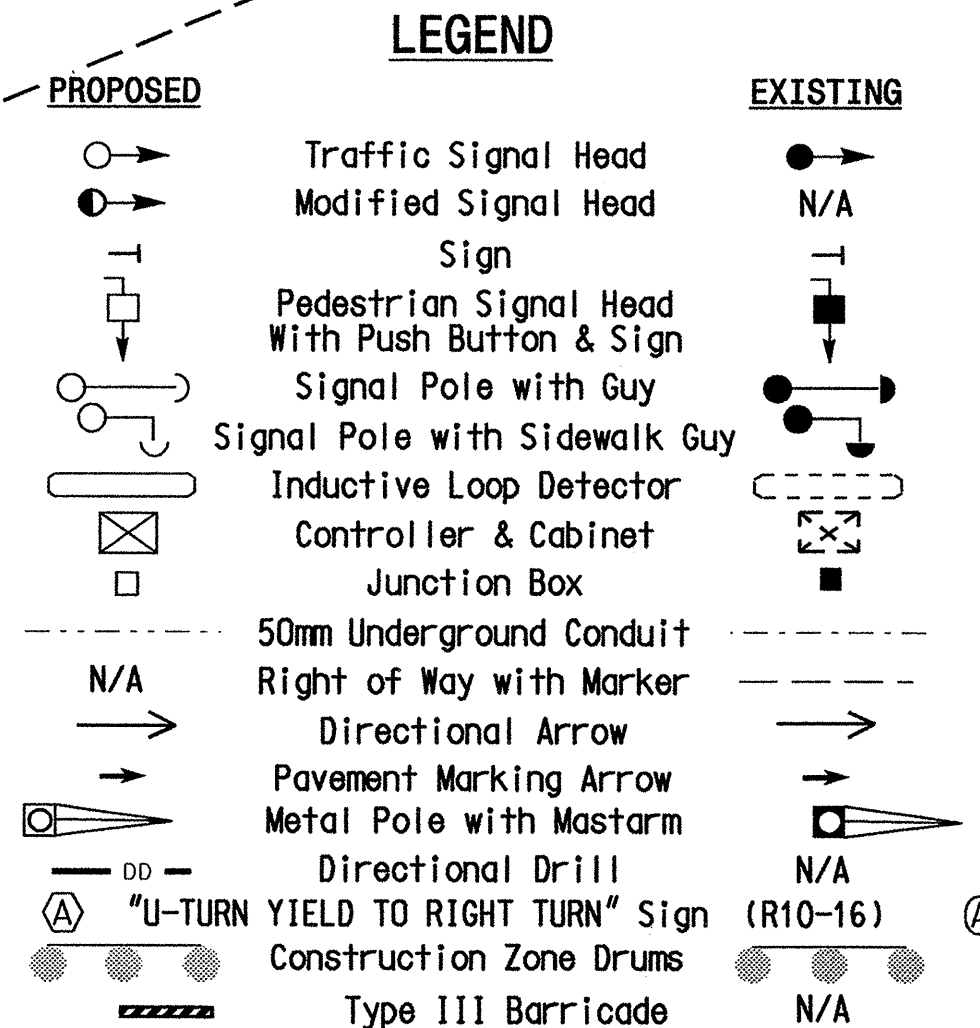 LEGEND
PROPOSED EXISTING
Traffic Signal Head
Modified Signal Head N/A
Sign
Pedestrian Signal Head
With Push Button & Sign
Signal Pole with Guy
Signal Pole with Sidewalk Guy
Inductive Loop Detector
Controller & Cabinet
Junction Box
50mm Underground Conduit
N/A Right of Way with Marker
Directional Arrow
Pavement Marking Arrow
Metal Pole with Mastarm
DD Directional Drill N/A
A "U-TURN YIELD TO RIGHT TURN" Sign (R10-16) A
Construction Zone Drums
Type III Barricade N/A